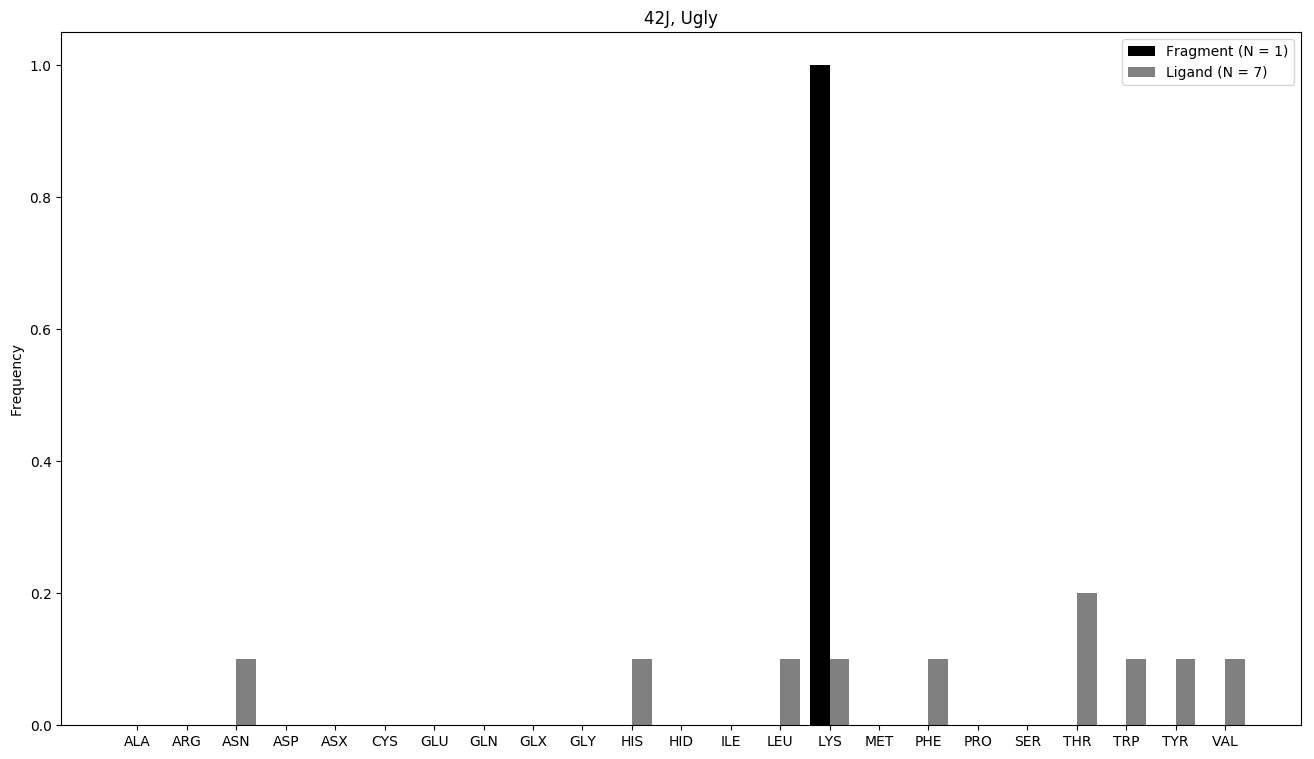 42J, Ugly
Fragment (N = 1)
Ligand (N = 7)
Frequency
1.0
0.8
0.6
0.4
0.2
0.0
ALA ARG ASN ASP ASX CYS GLU GLN GLX GLY HIS HID ILE LEU LYS MET PHE PRO SER THR TRP TYR VAL